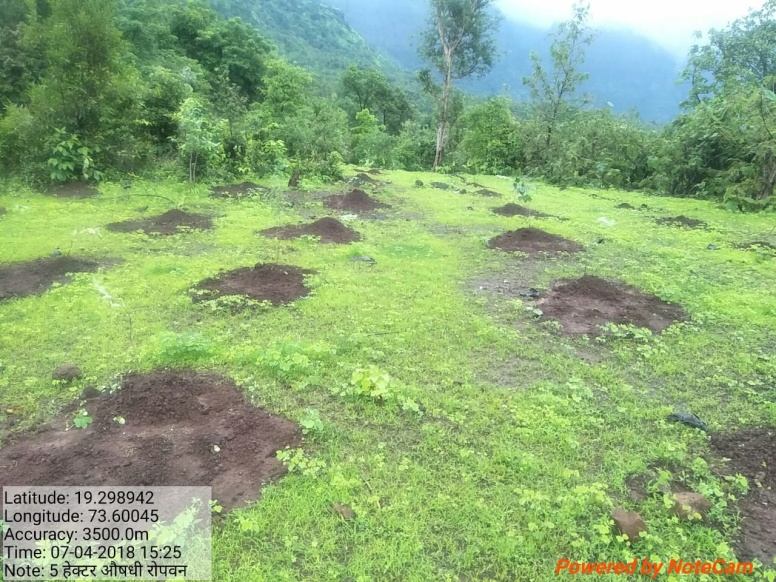 Latitude: 19.298942
Longitude: 73.60045
Accuracy: 3500.0m
Time: 07-04-2018 15:25
Note: 5 हेक्टर औषधी रोपवन
Powered by NoteCam